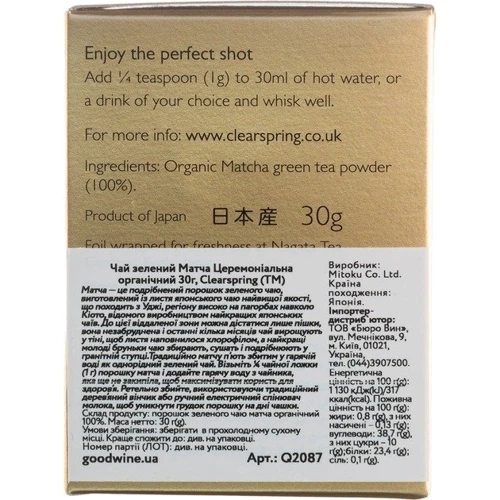 Enjoy the perfect shot
Add ¼ teaspoon (1g) to 30ml of hot water, or
a drink of your choice and whisk well.
For more info: www.clearspring.co.uk
Ingredients: Organic Matcha green tea powder
(100%).
Product of Japan 日本産 30g
Foil wrapped for freshness at Nagata Tea
Чай зелений Матча Церемоніальна
органічний 30г, Clearspring (TM)
Матча — це подрібнений порошок зеленого чаю,
виготовлений із листя японського чаю найвищої якості,
що походить з Уджі, регіону високо на пагорбах навколо
Кіото, відомого виробництвом найкращих японських
чаїв. До цієї віддаленої зони можна дістатися лише пішки,
вона незабруднена і останні кілька місяців чай вирощують
у тіні, щоб листя наповнилося хлорофілом, а найкращі
молоді бруньки чаю збирають, сушать і подрібнюють у
гранітній ступці.Традиційно матчу п'ють збитим у гарячій
воді як однорідний зелений чай. Візьміть ¼ чайної ложки
(1 г) порошку матчі і додайте гарячу воду з чайника,
яка ще не закипіла, щоб максимізувати користь для
здоров'я. Ретельно збийте, використовуючи традиційний
дерев'яний вінчик або ручний електричний спінювач
молока, щоб уникнути грудок порошку на дні чашки.
Склад продукту: порошок зеленого чаю матча органічний
100%. Маса нетто: 30 g(г)
Умови зберігання: зберігати в прохолодному сухому
місті. Краще спожити до: див. на упаковці.
Номер партії (ЛОТ): див. на упаковці.
goodwine.ua Арт.: Q2087
Виробник:
Mitoku Co. Ltd.
Країна
походження:
Японія.
Імпортер-
дистриб'ютор:
ТОВ «Бюро Вин»,
вул. Мечнікова, 9,
м. Київ, 01021,
Україна,
тел. (044)3907500.
Енергетична
цінність на 100 g(г):
1130 кДж(kJ)/317
ккал(kcal). Поживна
цінність на 100 g(г):
жири: 0,8 g(г), з них
насичені – 0,13 g(г);
вуглеводи: 38,7 g(г),
з них цукри – 10
g(г); білки: 23,4 g(г);
сіль: 0,1 g(г).